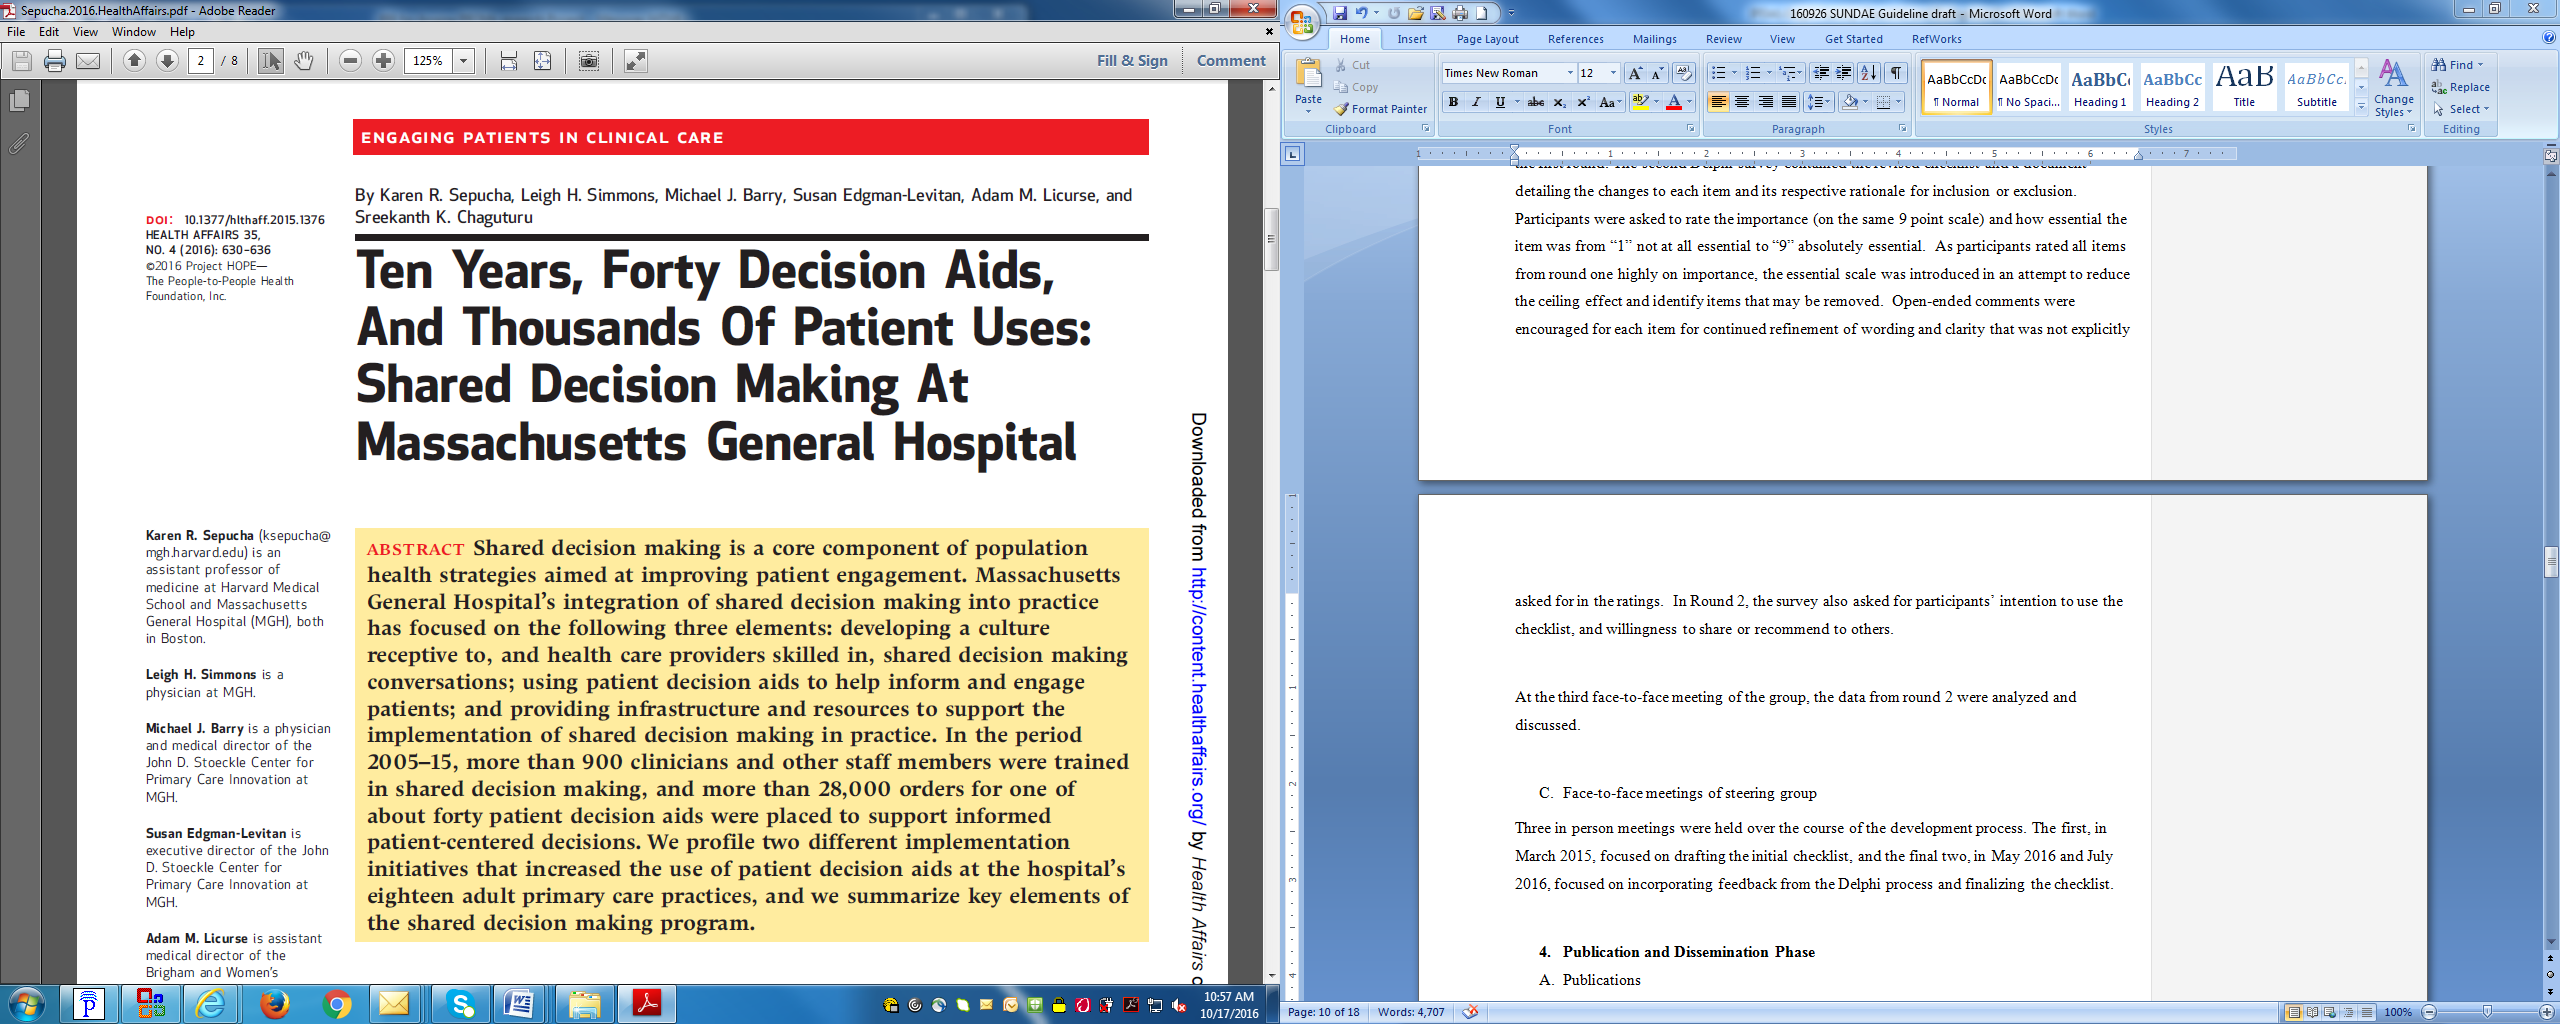 Sepucha.2016.HealthAffairs.pdf - Adobe Reader
File Edit View Window Help
2 / 8 125% Fill & Sign Comment
ENGAGING PATIENTS IN CLINICAL CARE
By Karen R. Sepucha, Leigh H. Simmons, Michael J. Barry, Susan Edgman-Levitan, Adam M. Licurse, and
Sreekanth K. Chaguturu
DOI: 10.1377/hlthaff.2015.1376
HEALTH AFFAIRS 35,
NO. 4 (2016): 630–636
©2016 Project HOPE—
The People-to-People Health
Foundation, Inc.
Ten Years, Forty Decision Aids,
And Thousands Of Patient Uses:
Shared Decision Making At
Massachusetts General Hospital
Karen R. Sepucha (ksepucha@
mgh.harvard.edu) is an
assistant professor of
medicine at Harvard Medical
School and Massachusetts
General Hospital (MGH), both
in Boston.
Leigh H. Simmons is a
physician at MGH.
Michael J. Barry is a physician
and medical director of the
John D. Stoeckle Center for
Primary Care Innovation at
MGH.
Susan Edgman-Levitan is
executive director of the John
D. Stoeckle Center for
Primary Care Innovation at
MGH.
Adam M. Licurse is assistant
medical director of the
Brigham and Women’s
ABSTRACT Shared decision making is a core component of population
health strategies aimed at improving patient engagement. Massachusetts
General Hospital’s integration of shared decision making into practice
has focused on the following three elements: developing a culture
receptive to, and health care providers skilled in, shared decision making
conversations; using patient decision aids to help inform and engage
patients; and providing infrastructure and resources to support the
implementation of shared decision making in practice. In the period
2005–15, more than 900 clinicians and other staff members were trained
in shared decision making, and more than 28,000 orders for one of
about forty patient decision aids were placed to support informed
patient-centered decisions. We profile two different implementation
initiatives that increased the use of patient decision aids at the hospital’s
eighteen adult primary care practices, and we summarize key elements of
the shared decision making program.
Downloaded from http://content.healthaffairs.org/ by Health Affairs
10:57 AM
10/17/2016
160926 SUNDAE Guideline draft - Microsoft Word
Home Insert Page Layout References Mailings Review View Get Started RefWorks
Paste
Cut
Copy
Format Painter
Clipboard
Times New Roman 12
Font
Paragraph
AaBbCcDc AaBbCcDc AaBbC AaBbCc AaB AaBbCc.
¶ Normal ¶ No Spaci... Heading 1 Heading 2 Title Subtitle
Change
Styles
Styles
Find
Replace
Select
Editing
the first round. The second Delphi survey contained the revised checklist and a document
detailing the changes to each item and its respective rationale for inclusion or exclusion.
Participants were asked to rate the importance (on the same 9 point scale) and how essential the
item was from “1” not at all essential to “9” absolutely essential. As participants rated all items
from round one highly on importance, the essential scale was introduced in an attempt to reduce
the ceiling effect and identify items that may be removed. Open-ended comments were
encouraged for each item for continued refinement of wording and clarity that was not explicitly
asked for in the ratings. In Round 2, the survey also asked for participants’ intention to use the
checklist, and willingness to share or recommend to others.
At the third face-to-face meeting of the group, the data from round 2 were analyzed and
discussed.
C. Face-to-face meetings of steering group
Three in person meetings were held over the course of the development process. The first, in
March 2015, focused on drafting the initial checklist, and the final two, in May 2016 and July
2016, focused on incorporating feedback from the Delphi process and finalizing the checklist.
4. Publication and Dissemination Phase
A. Publications
Page: 10 of 18 Words: 4,707 100%